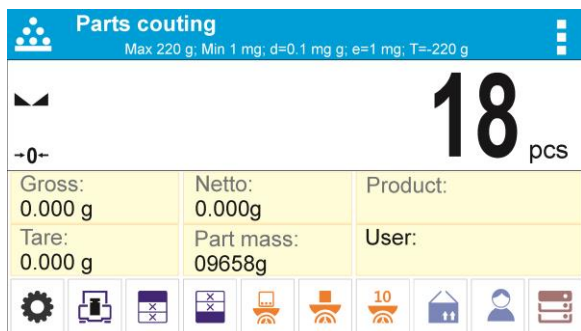 Parts couting
Max 220 g; Min 1 mg; d=0.1 mg g; e=1 mg; T=-220 g
18 pcs
→0←
Gross:
0.000 g
Netto:
0.000g
Product:
Tare:
0.000 g
Part mass:
09658g
User:
10